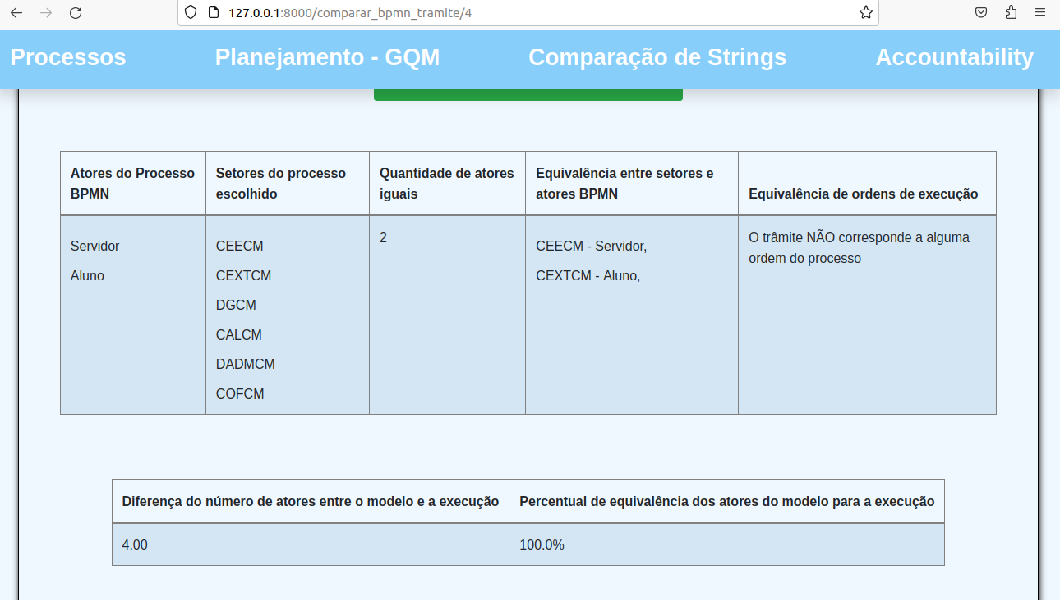 127.0.0.1:8000/comparar_bpmn_tramite/4
Processos Planejamento - GQM Comparação de Strings Accountability
Atores do Processo BPMN
Setores do processo escolhido
Quantidade de atores iguais
Equivalência entre setores e atores BPMN
Equivalência de ordens de execução
Servidor
Aluno
CEECM
CEXTCM
DGCM
CALCM
DADMCM
COFCM
2
CEECM - Servidor,
CEXTCM - Aluno,
O trâmite NÃO corresponde a alguma
ordem do processo
Diferença do número de atores entre o modelo e a execução Percentual de equivalência dos atores do modelo para a execução
4.00 100.0%